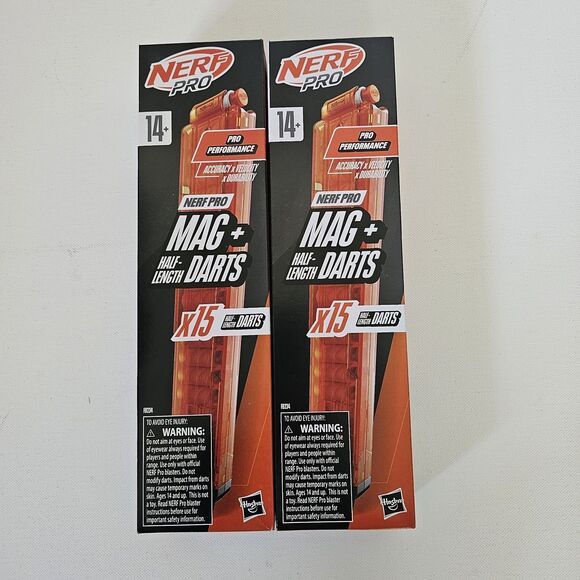 NERF
PRO
14+
PRO
PERFORMANCE
ACCURACY x VELOCITY
x DURABILITY
NERF PRO
MAG +
HALF-
LENGTH DARTS
x15 HALF-
LENGTH DARTS
F8234
TO AVOID EYE INJURY:
⚠ WARNING:
Do not aim at eyes or face. Use
of eyewear always required for
players and people within
range. Use only with official
NERF Pro blasters. Do not
modify darts. Impact from darts
may cause temporary marks on
skin. Ages 14 and up. This is not
a toy. Read NERF Pro blaster
instructions before use for
important safety information.
Hasbro
NERF
PRO
14+
PRO
PERFORMANCE
ACCURACY x VELOCITY
x DURABILITY
NERF PRO
MAG +
HALF-
LENGTH DARTS
x15 HALF-
LENGTH DARTS
F8234
TO AVOID EYE INJURY:
⚠ WARNING:
Do not aim at eyes or face. Use
of eyewear always required for
players and people within
range. Use only with official
NERF Pro blasters. Do not
modify darts. Impact from darts
may cause temporary marks on
skin. Ages 14 and up. This is not
a toy. Read NERF Pro blaster
instructions before use for
important safety information.
Hasbro